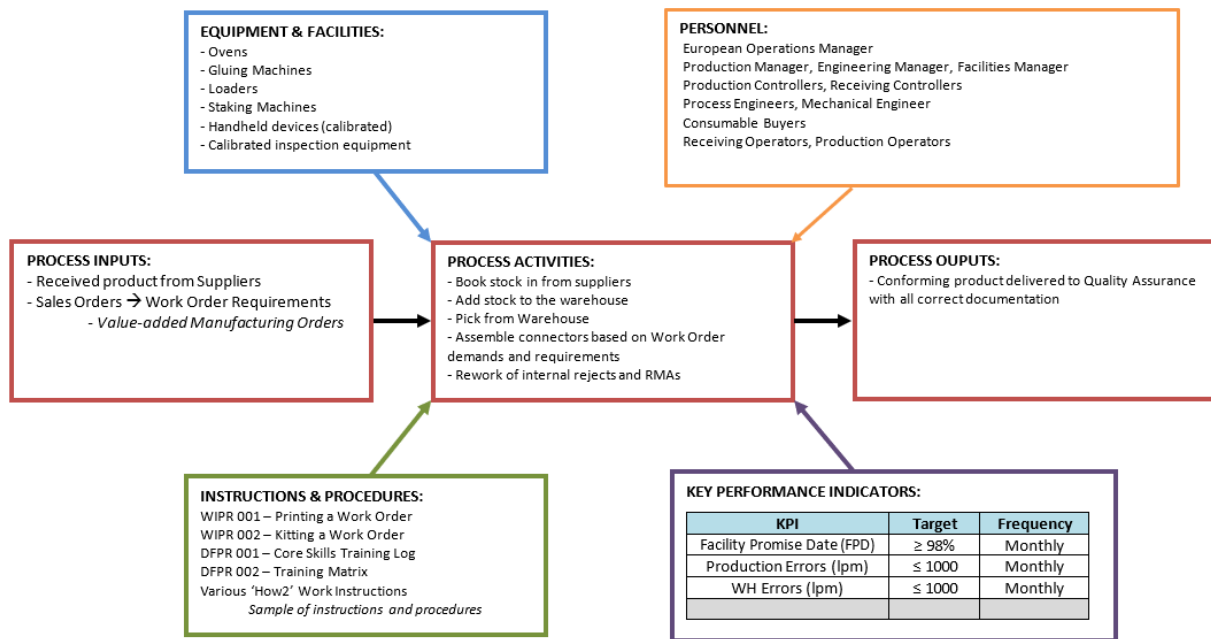 EQUIPMENT & FACILITIES:
- Ovens
- Gluing Machines
- Loaders
- Staking Machines
- Handheld devices (calibrated)
- Calibrated inspection equipment
PERSONNEL:
European Operations Manager
Production Manager, Engineering Manager, Facilities Manager
Production Controllers, Receiving Controllers
Process Engineers, Mechanical Engineer
Consumable Buyers
Receiving Operators, Production Operators
PROCESS INPUTS:
- Received product from Suppliers
- Sales Orders → Work Order Requirements
- Value-added Manufacturing Orders
PROCESS ACTIVITIES:
- Book stock in from suppliers
- Add stock to the warehouse
- Pick from Warehouse
- Assemble connectors based on Work Order
demands and requirements
- Rework of internal rejects and RMAs
PROCESS OUPUTS:
- Conforming product delivered to Quality Assurance
with all correct documentation
INSTRUCTIONS & PROCEDURES:
WIPR 001 – Printing a Work Order
WIPR 002 – Kitting a Work Order
DFPR 001 – Core Skills Training Log
DFPR 002 – Training Matrix
Various ‘How2’ Work Instructions
Sample of instructions and procedures
KEY PERFORMANCE INDICATORS:
KPI Target Frequency
Facility Promise Date (FPD) ≥ 98% Monthly
Production Errors (lpm) ≤ 1000 Monthly
WH Errors (lpm) ≤ 1000 Monthly